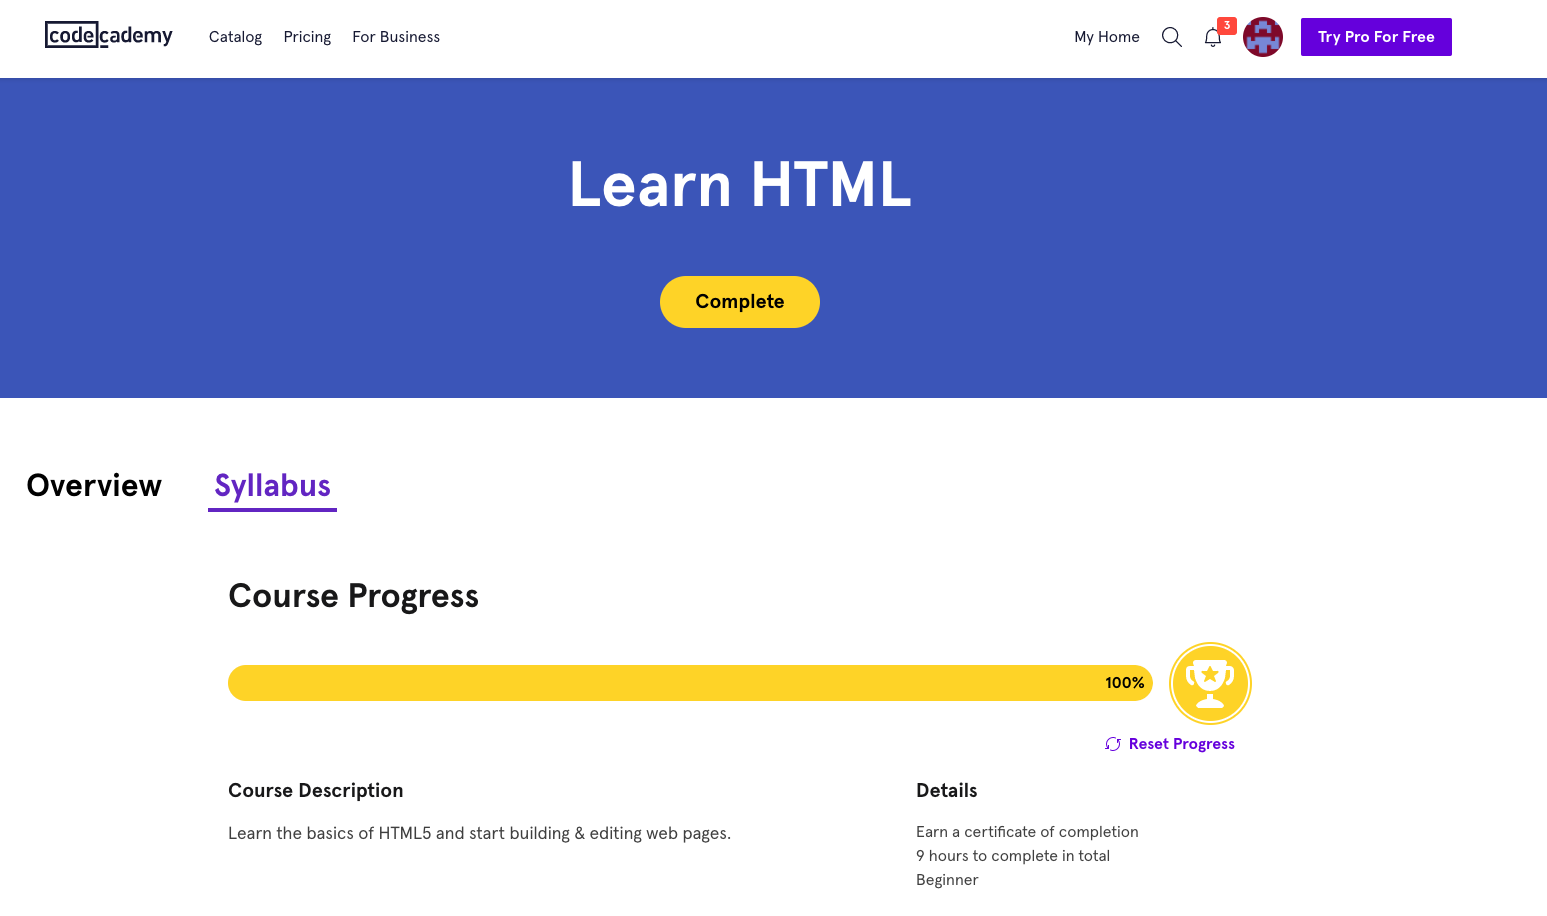 codecademy
Catalog Pricing For Business
My Home
3
Try Pro For Free
Learn HTML
Complete
Overview Syllabus
Course Progress
100%
Reset Progress
Course Description
Learn the basics of HTML5 and start building & editing web pages.
Details
Earn a certificate of completion
9 hours to complete in total
Beginner